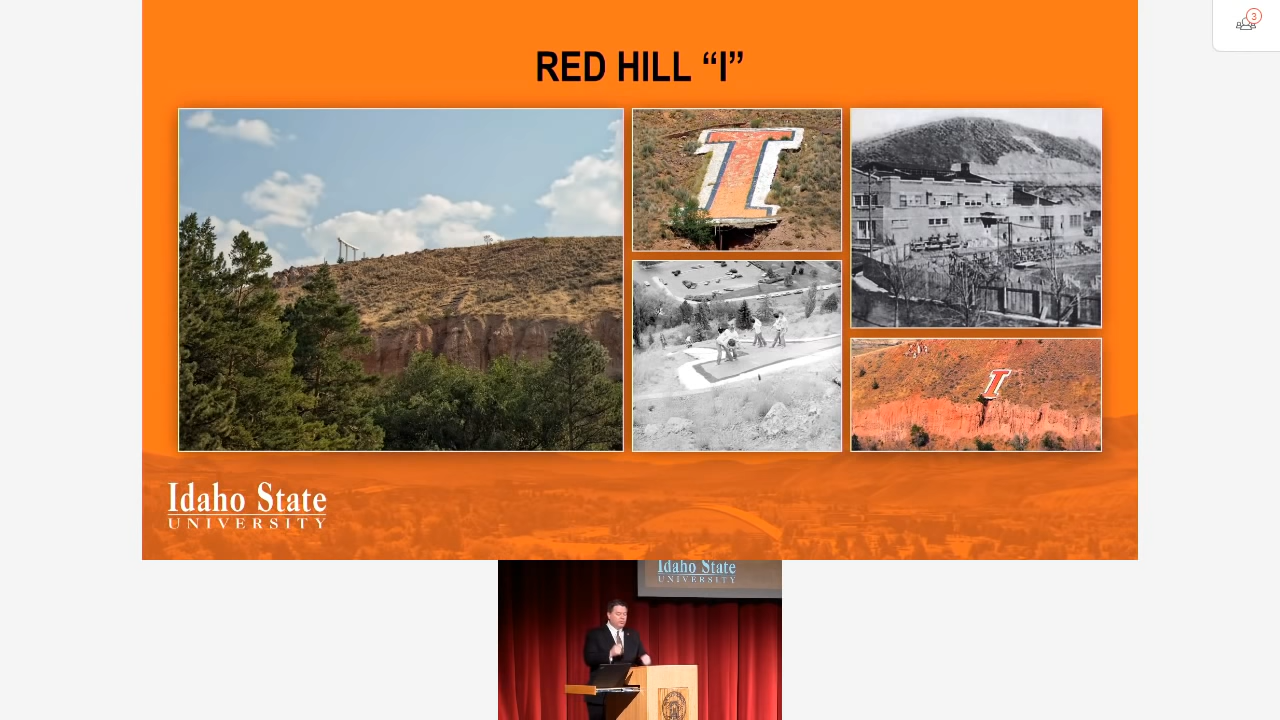 3
RED HILL “I”
I
I
Idaho State
UNIVERSITY
Idaho State
UNIVERSITY